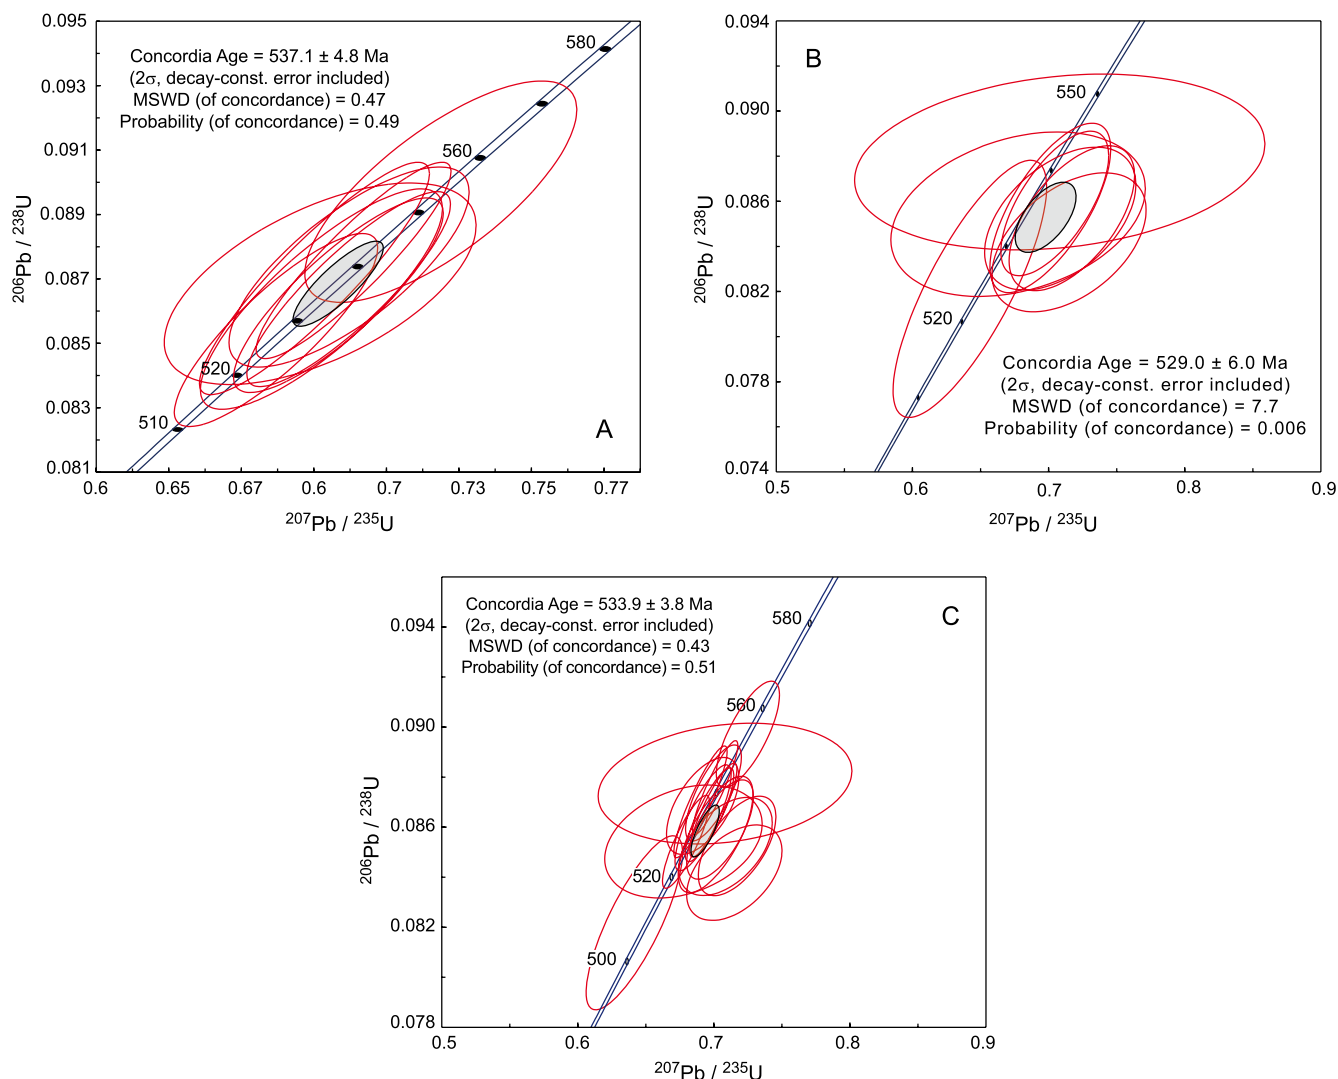 0.095
0.093
0.091
0.089
0.087
0.085
0.083
0.081
206Pb / 238U
Concordia Age = 537.1 ± 4.8 Ma
(2σ, decay-const. error included)
MSWD (of concordance) = 0.47
Probability (of concordance) = 0.49
580
560
520
510
A
0.6 0.65 0.67 0.6 0.7 0.73 0.75 0.77
207Pb / 235U
0.094
0.090
0.086
0.082
0.078
0.074
206Pb / 238U
B
550
520
Concordia Age = 529.0 ± 6.0 Ma
(2σ, decay-const. error included)
MSWD (of concordance) = 7.7
Probability (of concordance) = 0.006
0.5 0.6 0.7 0.8 0.9
207Pb / 235U
0.094
0.090
0.086
0.082
0.078
206Pb / 238U
Concordia Age = 533.9 ± 3.8 Ma
(2σ, decay-const. error included)
MSWD (of concordance) = 0.43
Probability (of concordance) = 0.51
C
580
560
520
500
0.5 0.6 0.7 0.8 0.9
207Pb / 235U